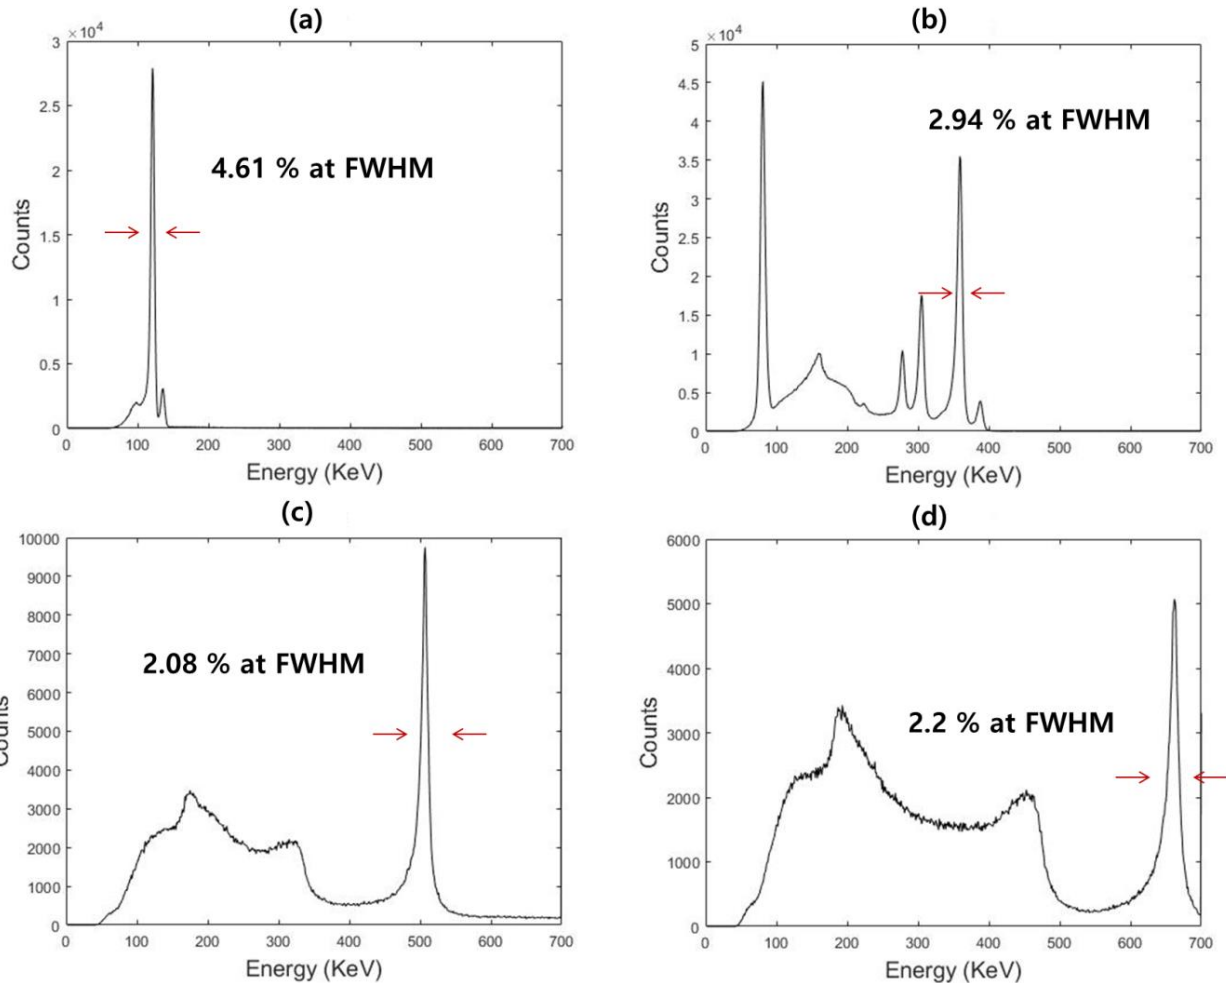 (a)
× 10⁴
3
2.5
2
1.5
1
0.5
0
0 100 200 300 400 500 600 700
Counts
Energy (KeV)
4.61 % at FWHM
(b)
× 10⁴
5
4.5
4
3.5
3
2.5
2
1.5
1
0.5
0
0 100 200 300 400 500 600 700
Counts
Energy (KeV)
2.94 % at FWHM
(c)
10000
9000
8000
7000
6000
5000
4000
3000
2000
1000
0
0 100 200 300 400 500 600 700
Counts
Energy (KeV)
2.08 % at FWHM
(d)
6000
5000
4000
3000
2000
1000
0
0 100 200 300 400 500 600 700
Counts
Energy (KeV)
2.2 % at FWHM